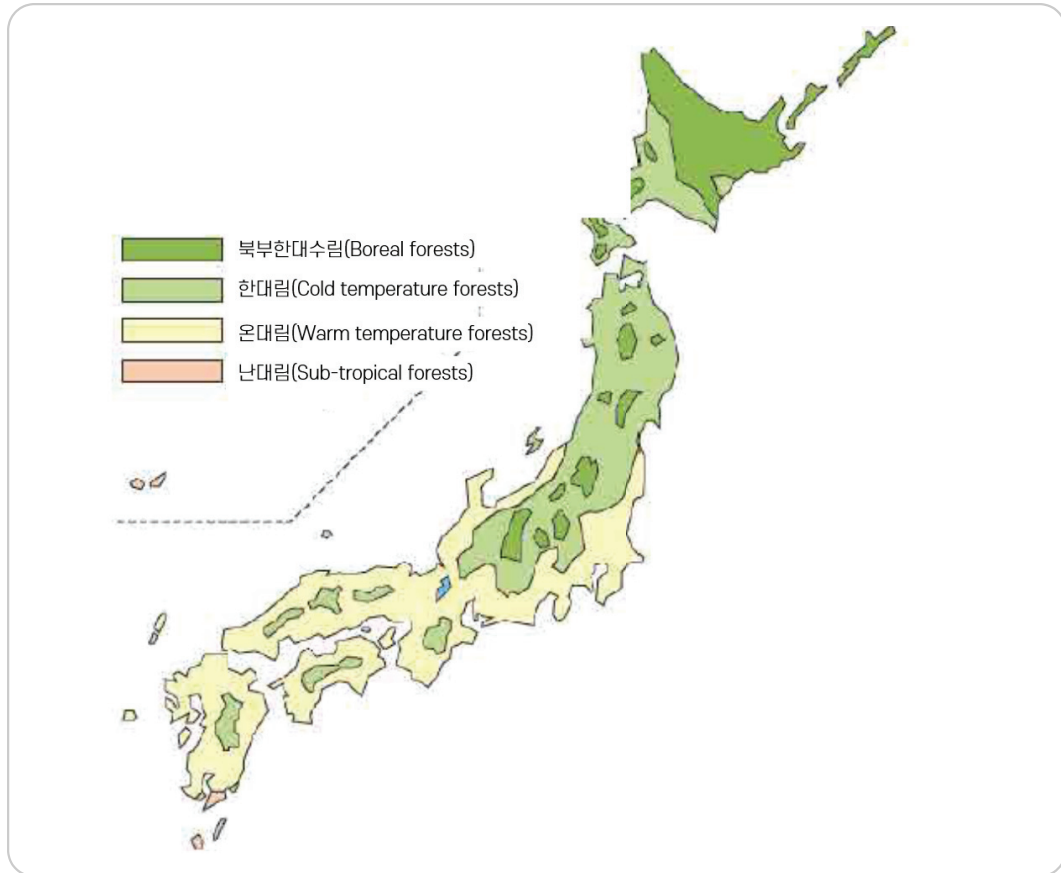 북부한대수림(Boreal forests)
한대림(Cold temperature forests)
온대림(Warm temperature forests)
난대림(Sub-tropical forests)